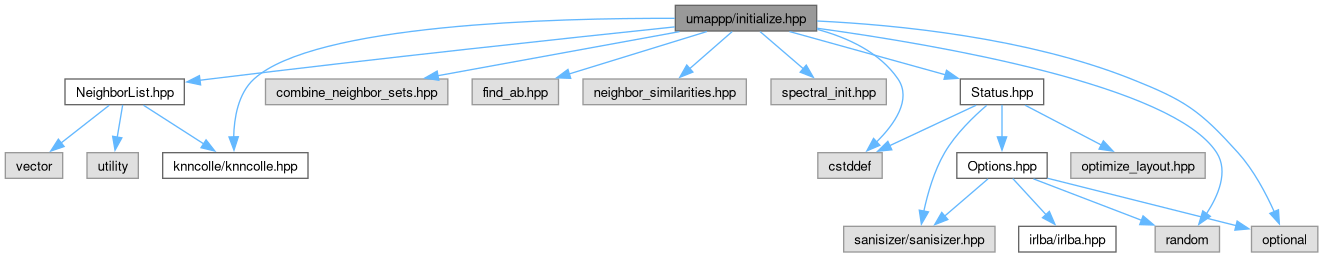 umappp/initialize.hpp
NeighborList.hpp
combine_neighbor_sets.hpp
find_ab.hpp
neighbor_similarities.hpp
spectral_init.hpp
Status.hpp
vector
utility
knncolle/knncolle.hpp
cstddef
Options.hpp
optimize_layout.hpp
sanisizer/sanisizer.hpp
irlba/irlba.hpp
random
optional